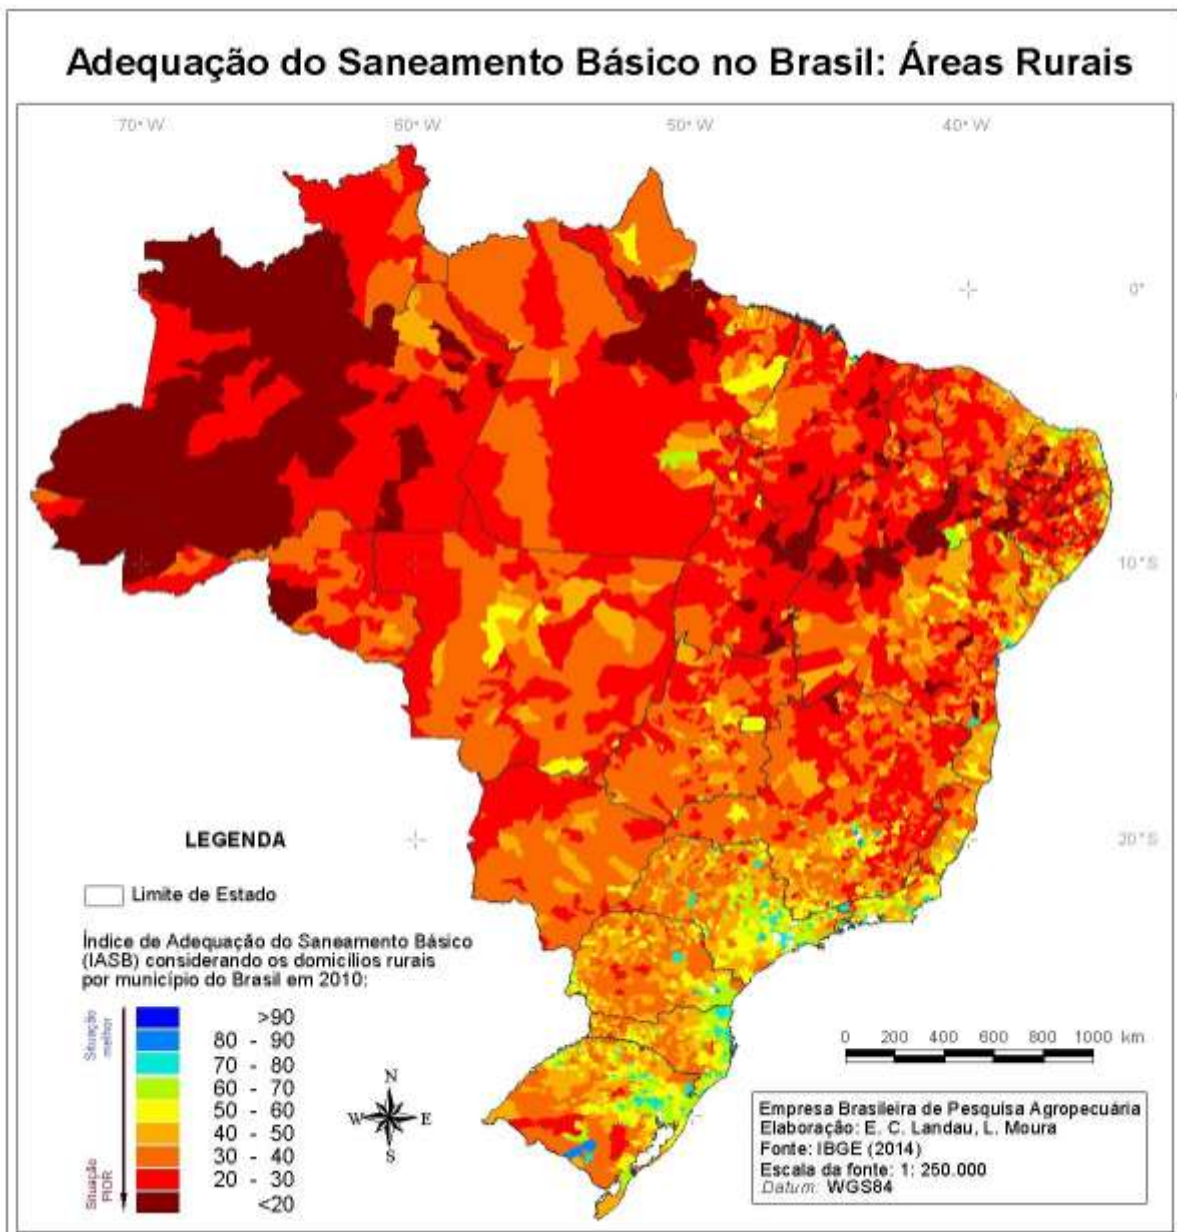 Adequação do Saneamento Básico no Brasil: Áreas Rurais
70° W
60° W
50° W
40° W
0°
10° S
20° S
LEGENDA
Limite de Estado
Índice de Adequação do Saneamento Básico
(IASB) considerando os domicílios rurais
por município do Brasil em 2010:
Situação
melhor
>90
80 - 90
70 - 80
60 - 70
50 - 60
40 - 50
30 - 40
20 - 30
<20
Situação
PIOR
N
W
E
S
0 200 400 600 800 1000 km
Empresa Brasileira de Pesquisa Agropecuária
Elaboração: E. C. Landau, L. Moura
Fonte: IBGE (2014)
Escala da fonte: 1: 250.000
Datum: WGS84